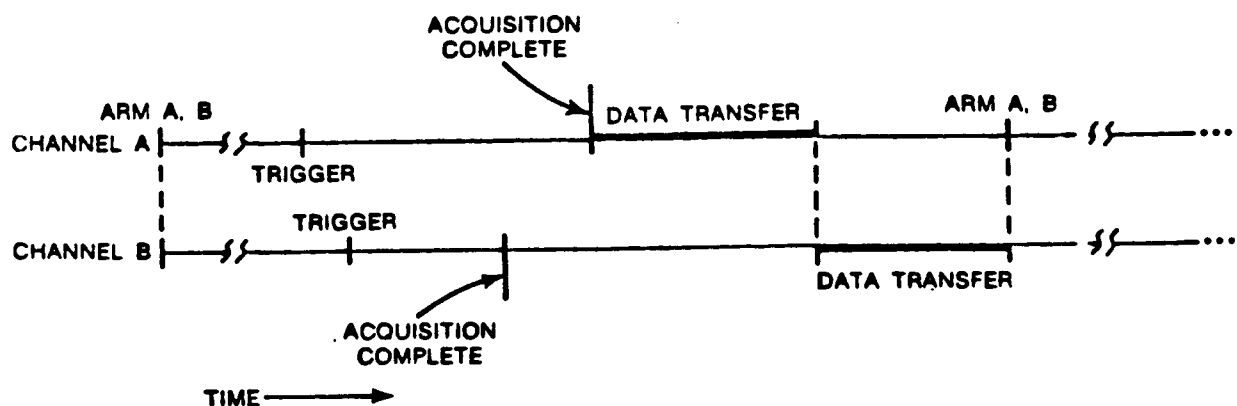 ACQUISITION
COMPLETE
ARM A, B
DATA TRANSFER
ARM A, B
CHANNEL A
...
TRIGGER
TRIGGER
CHANNEL B
...
DATA TRANSFER
ACQUISITION
COMPLETE
TIME